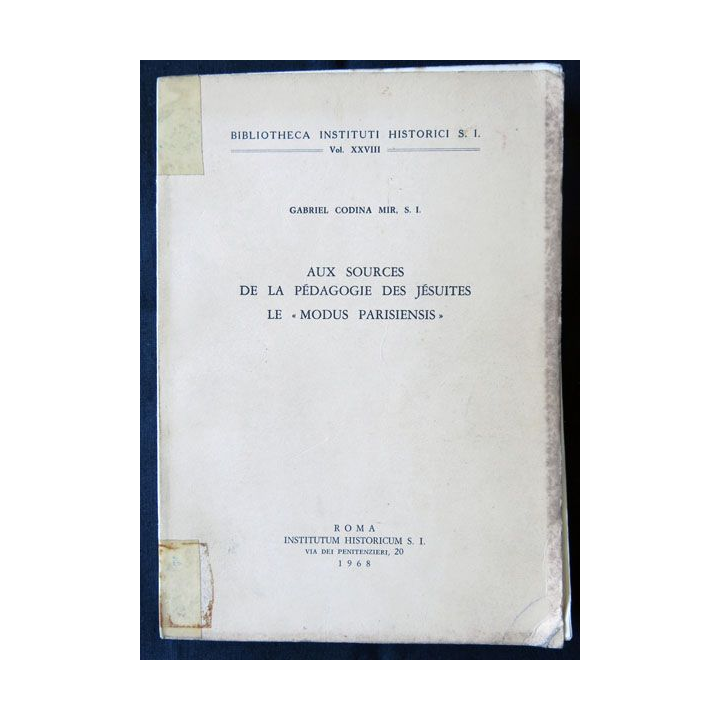 BIBLIOTHECA INSTITUTI HISTORICI S. I.
Vol. XXVIII
GABRIEL CODINA MIR, S. I.
AUX SOURCES
DE LA PÉDAGOGIE DES JÉSUITES
LE « MODUS PARISIENSIS »
ROMA
INSTITUTUM HISTORICUM S. I.
VIA DEI PENITENZIERI, 20
1968